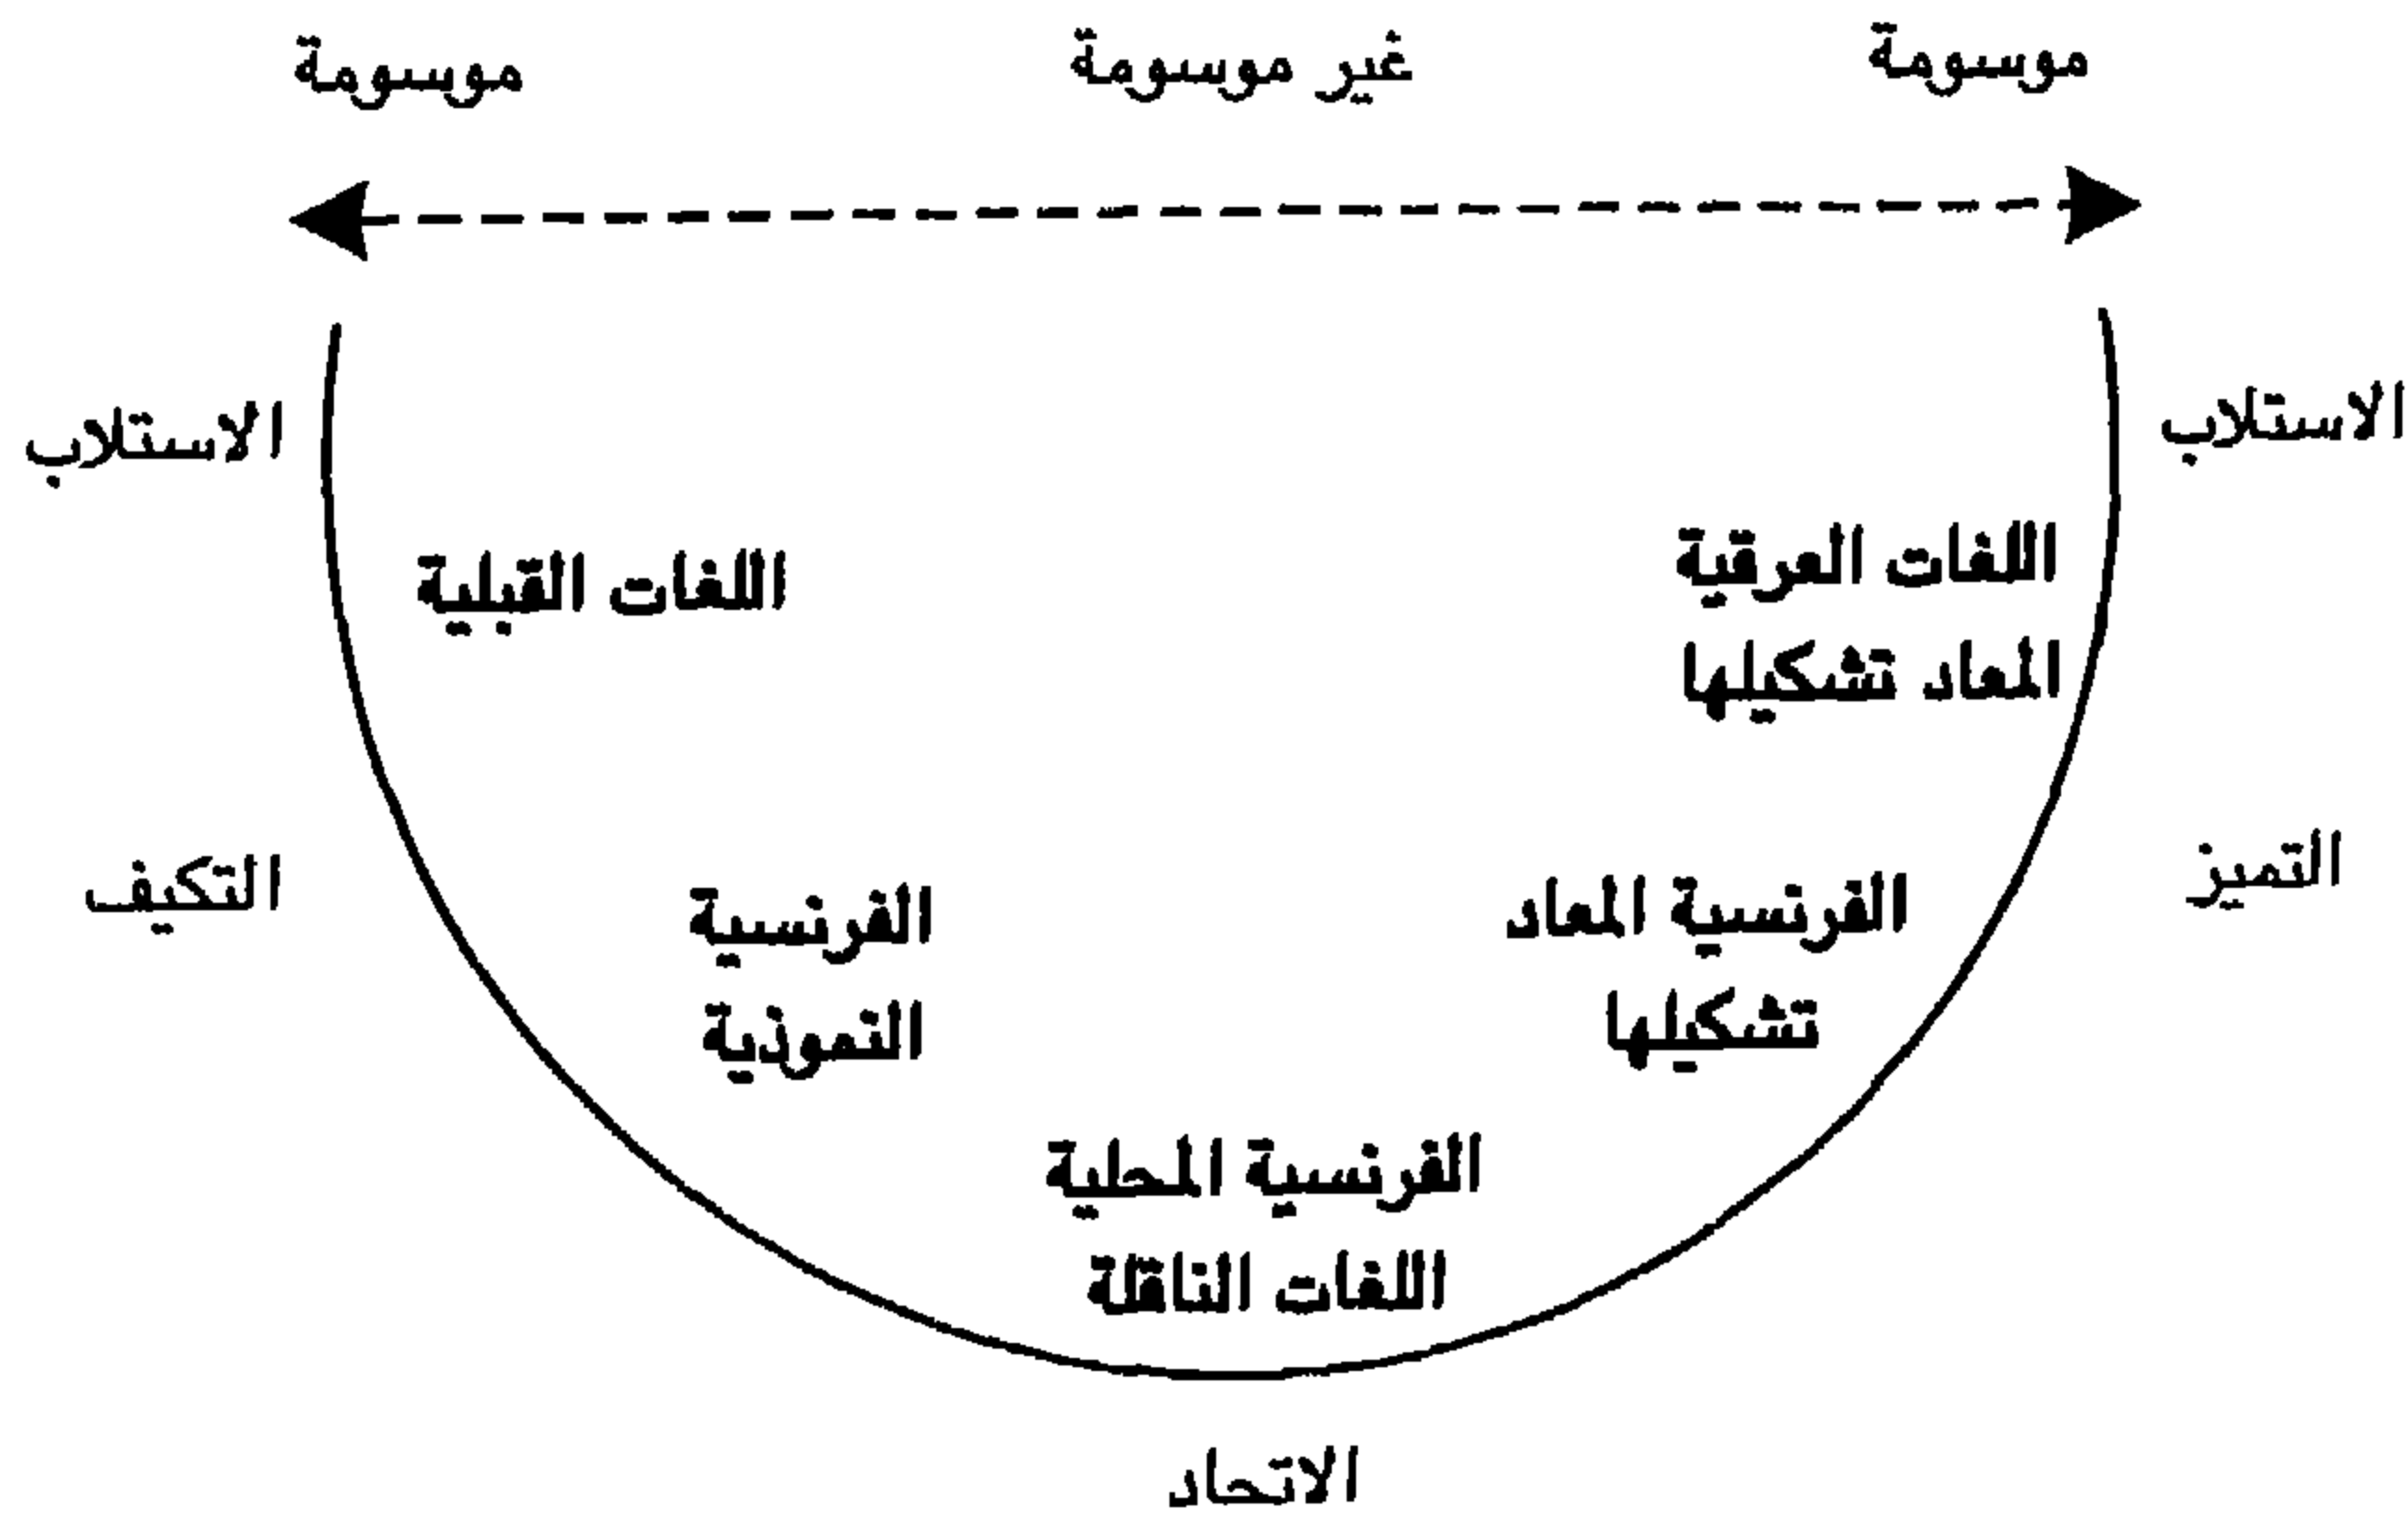 موسومة
غير موسومة
موسومة
الاستلاب
الاستلاب
اللغات العرقية
المعاد تشكيلها
اللغات القبلية
التميز
التكيف
الفرنسية المعاد
تشكيلها
الفرنسية
النموذية
الفرنسية المحلية
اللغات الناقلة
الاتحاد